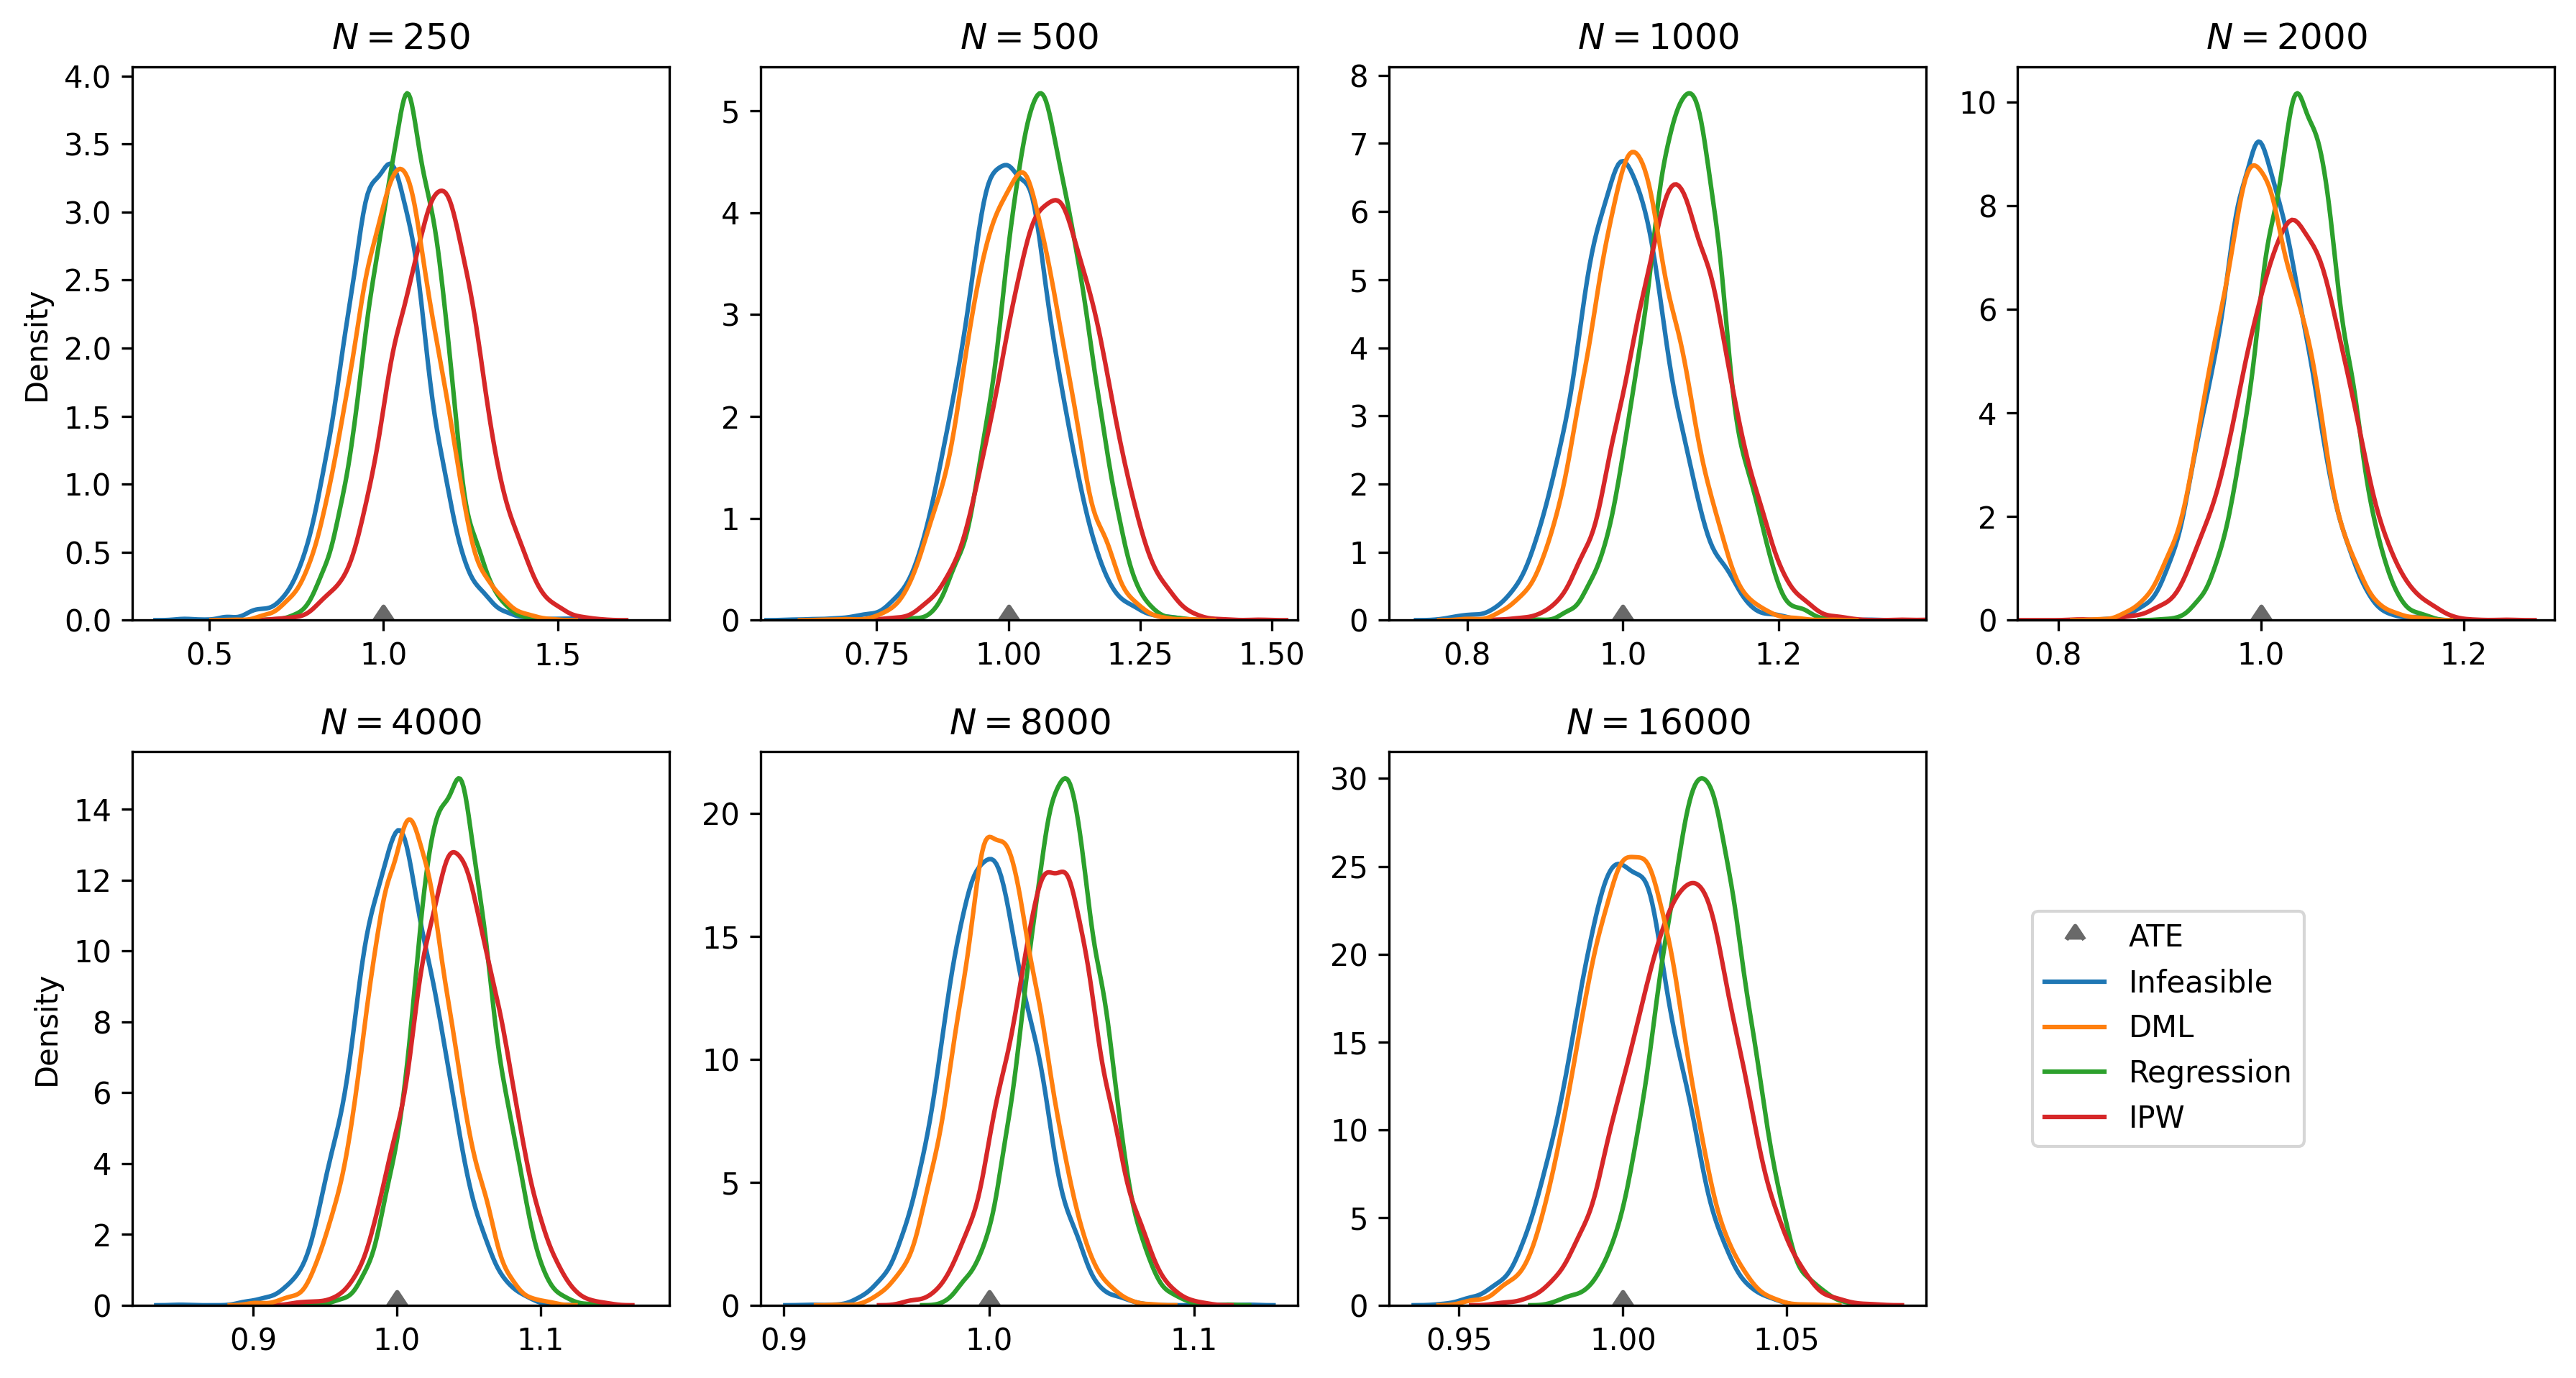 N = 250
4.0
3.5
3.0
2.5
2.0
1.5
1.0
0.5
0.0
Density
0.5 1.0 1.5
N = 500
5
4
3
2
1
0
0.75 1.00 1.25 1.50
N = 1000
8
7
6
5
4
3
2
1
0
0.8 1.0 1.2
N = 2000
10
8
6
4
2
0
0.8 1.0 1.2
N = 4000
14
12
10
8
6
4
2
0
Density
0.9 1.0 1.1
N = 8000
20
15
10
5
0
0.9 1.0 1.1
N = 16000
30
25
20
15
10
5
0
0.95 1.00 1.05
ATE
Infeasible
DML
Regression
IPW